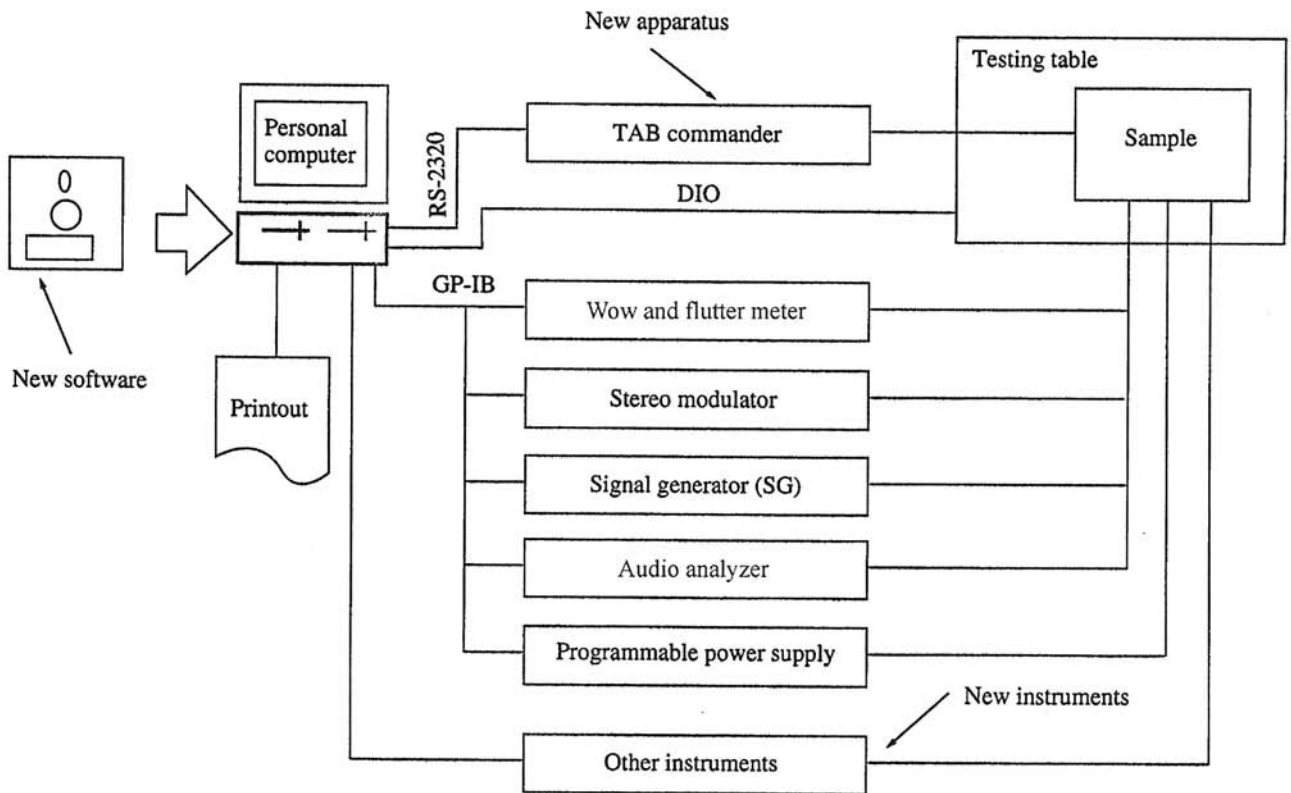 New apparatus
Testing table
Personal
computer
RS-2320
TAB commander
Sample
DIO
GP-IB
Wow and flutter meter
New software
Printout
Stereo modulator
Signal generator (SG)
Audio analyzer
Programmable power supply
New instruments
Other instruments